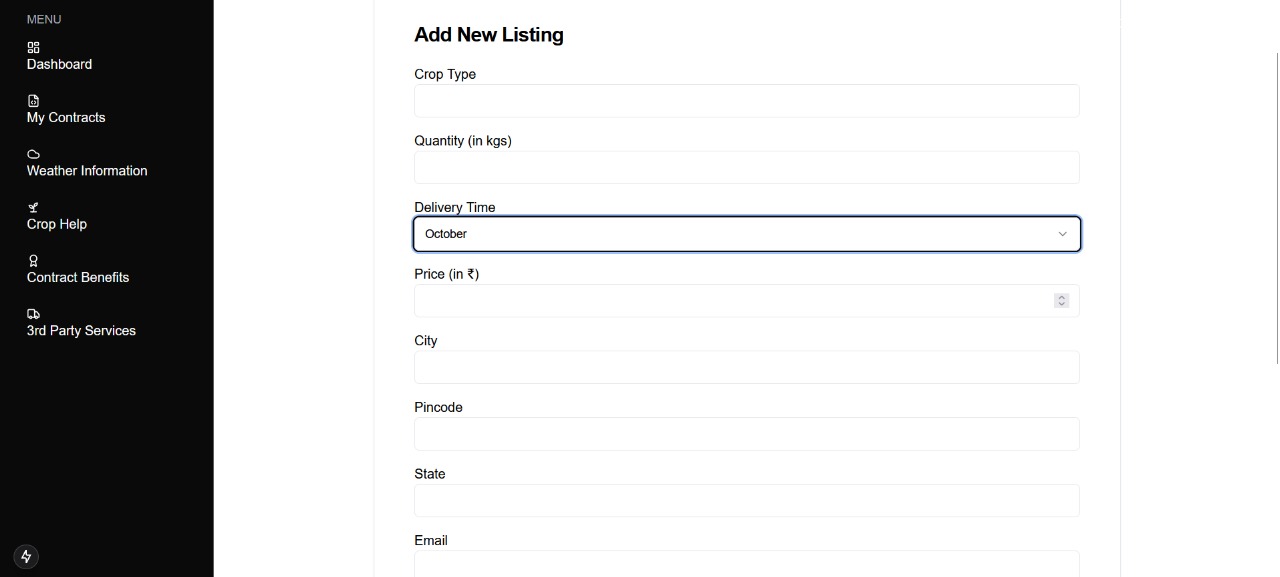 MENU
Dashboard
My Contracts
Weather Information
Crop Help
Contract Benefits
3rd Party Services
Add New Listing
Crop Type
Quantity (in kgs)
Delivery Time
October
Price (in ₹)
City
Pincode
State
Email